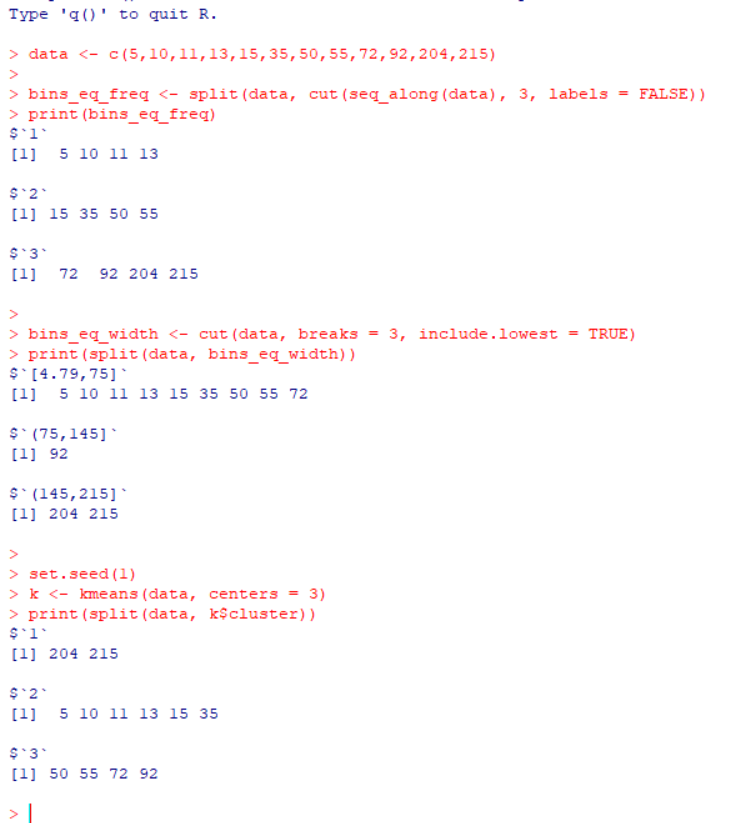 Type 'q()' to quit R.
> data <- c(5,10,11,13,15,35,50,55,72,92,204,215)
>
> bins_eq_freq <- split(data, cut(seq_along(data), 3, labels = FALSE))
> print(bins_eq_freq)
$`1`
[1]  5 10 11 13
$`2`
[1] 15 35 50 55
$`3`
[1]  72  92 204 215
>
> bins_eq_width <- cut(data, breaks = 3, include.lowest = TRUE)
> print(split(data, bins_eq_width))
$`[4.79,75]`
[1]  5 10 11 13 15 35 50 55 72
$`(75,145]`
[1] 92
$`(145,215]`
[1] 204 215
>
> set.seed(1)
> k <- kmeans(data, centers = 3)
> print(split(data, k$cluster))
$`1`
[1] 204 215
$`2`
[1]  5 10 11 13 15 35
$`3`
[1] 50 55 72 92
>